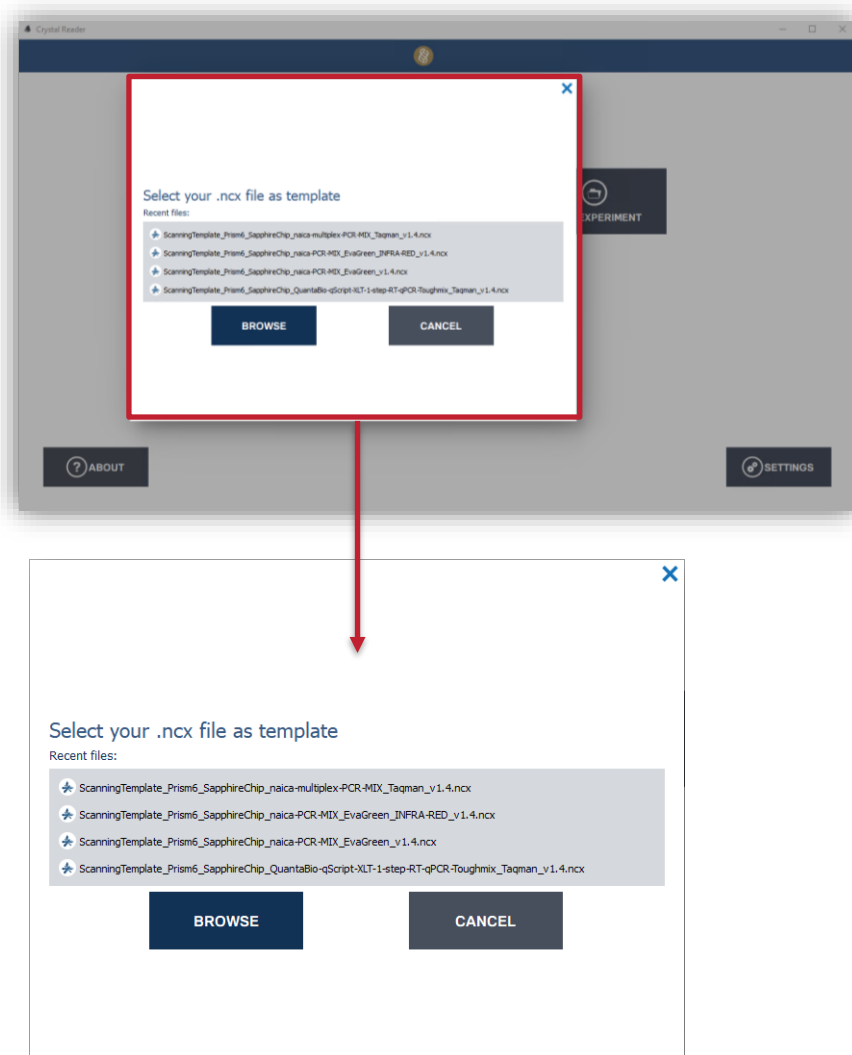 Crystal Reader
Select your .ncx file as template
Recent files:
ScanningTemplate_Prism6_SapphireChip_naica-multiplex-PCR-MIX_Taqman_v1.4.ncx
ScanningTemplate_Prism6_SapphireChip_naica-PCR-MIX_EvaGreen_INFRA-RED_v1.4.ncx
ScanningTemplate_Prism6_SapphireChip_naica-PCR-MIX_EvaGreen_v1.4.ncx
ScanningTemplate_Prism6_SapphireChip_QuantaBio-qScript-XLT-1-step-RT-qPCR-Toughmix_Taqman_v1.4.ncx
BROWSE CANCEL
EXPERIMENT
? ABOUT
SETTINGS
Select your .ncx file as template
Recent files:
ScanningTemplate_Prism6_SapphireChip_naica-multiplex-PCR-MIX_Taqman_v1.4.ncx
ScanningTemplate_Prism6_SapphireChip_naica-PCR-MIX_EvaGreen_INFRA-RED_v1.4.ncx
ScanningTemplate_Prism6_SapphireChip_naica-PCR-MIX_EvaGreen_v1.4.ncx
ScanningTemplate_Prism6_SapphireChip_QuantaBio-qScript-XLT-1-step-RT-qPCR-Toughmix_Taqman_v1.4.ncx
BROWSE CANCEL